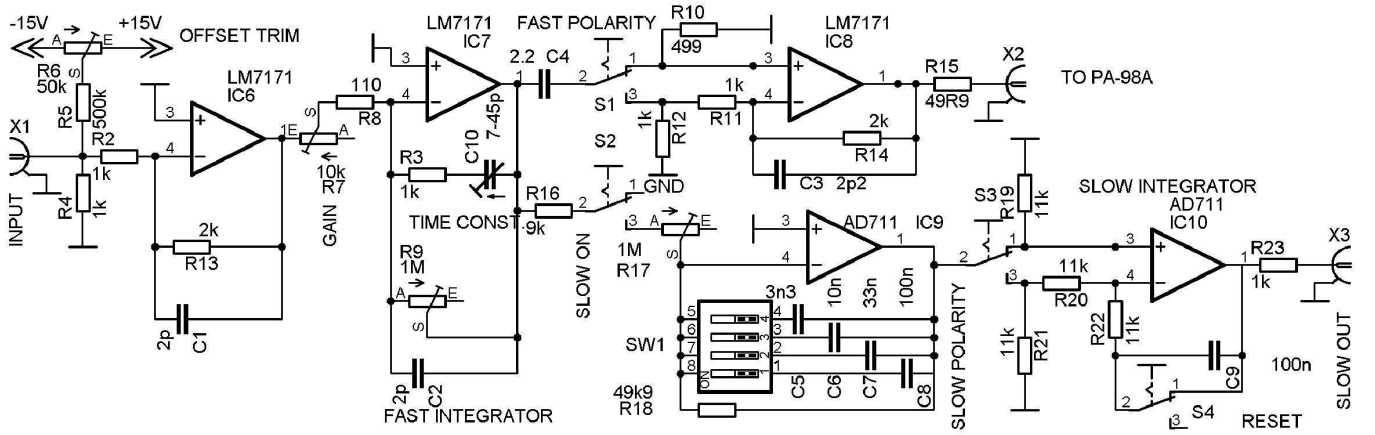 -15V
+15V
A
E
S
OFFSET TRIM
R6
50k
R5
500k
LM7171
IC6
X1
R2
1k
R4
1k
INPUT
3
4
1
2k
R13
2p
C1
E
S
A
10k
R7
GAIN
110
R8
LM7171
IC7
3
4
1
R3
1k
C10
7-45p
TIME CONST.
R9
1M
A
E
S
2p
C2
FAST INTEGRATOR
2.2
C4
FAST POLARITY
2
1
3
S1
R10
499
1k
R12
1k
R11
LM7171
IC8
3
4
1
2k
R14
C3
2p2
R15
49R9
X2
TO PA-98A
S2
R16
9k
2
1
3
GND
SLOW ON
A
E
S
1M
R17
AD711
IC9
3
4
1
3n3
10n
33n
100n
SW1
5
6
7
8
4
3
2
1
4
3
2
1
ON
C5
C6
C7
C8
49k9
R18
SLOW POLARITY
S3
2
1
3
R19
11k
SLOW INTEGRATOR
AD711
IC10
3
4
1
11k
R20
11k
R21
R22
11k
C9
100n
2
1
3
S4
RESET
R23
1k
X3
SLOW OUT